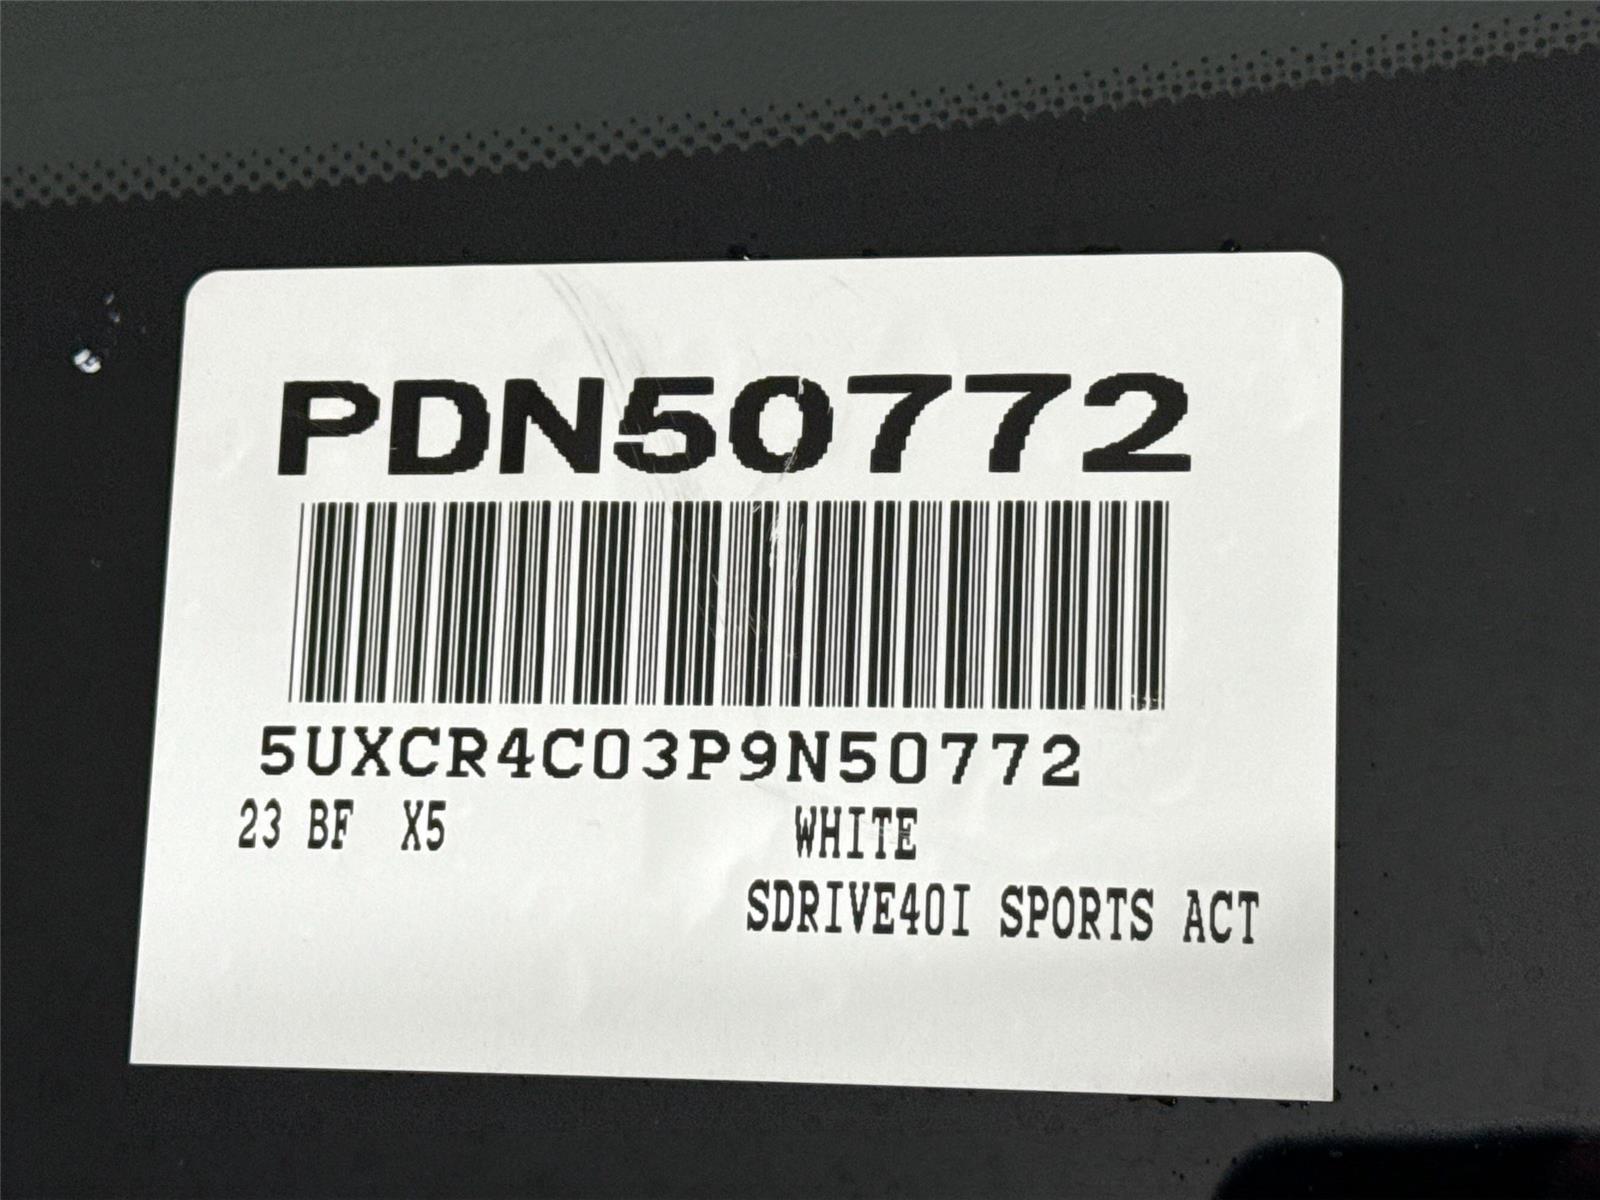 PDN50772
5UXCR4C03P9N50772
23 BF X5 WHITE
SDRIVE40I SPORTS ACT